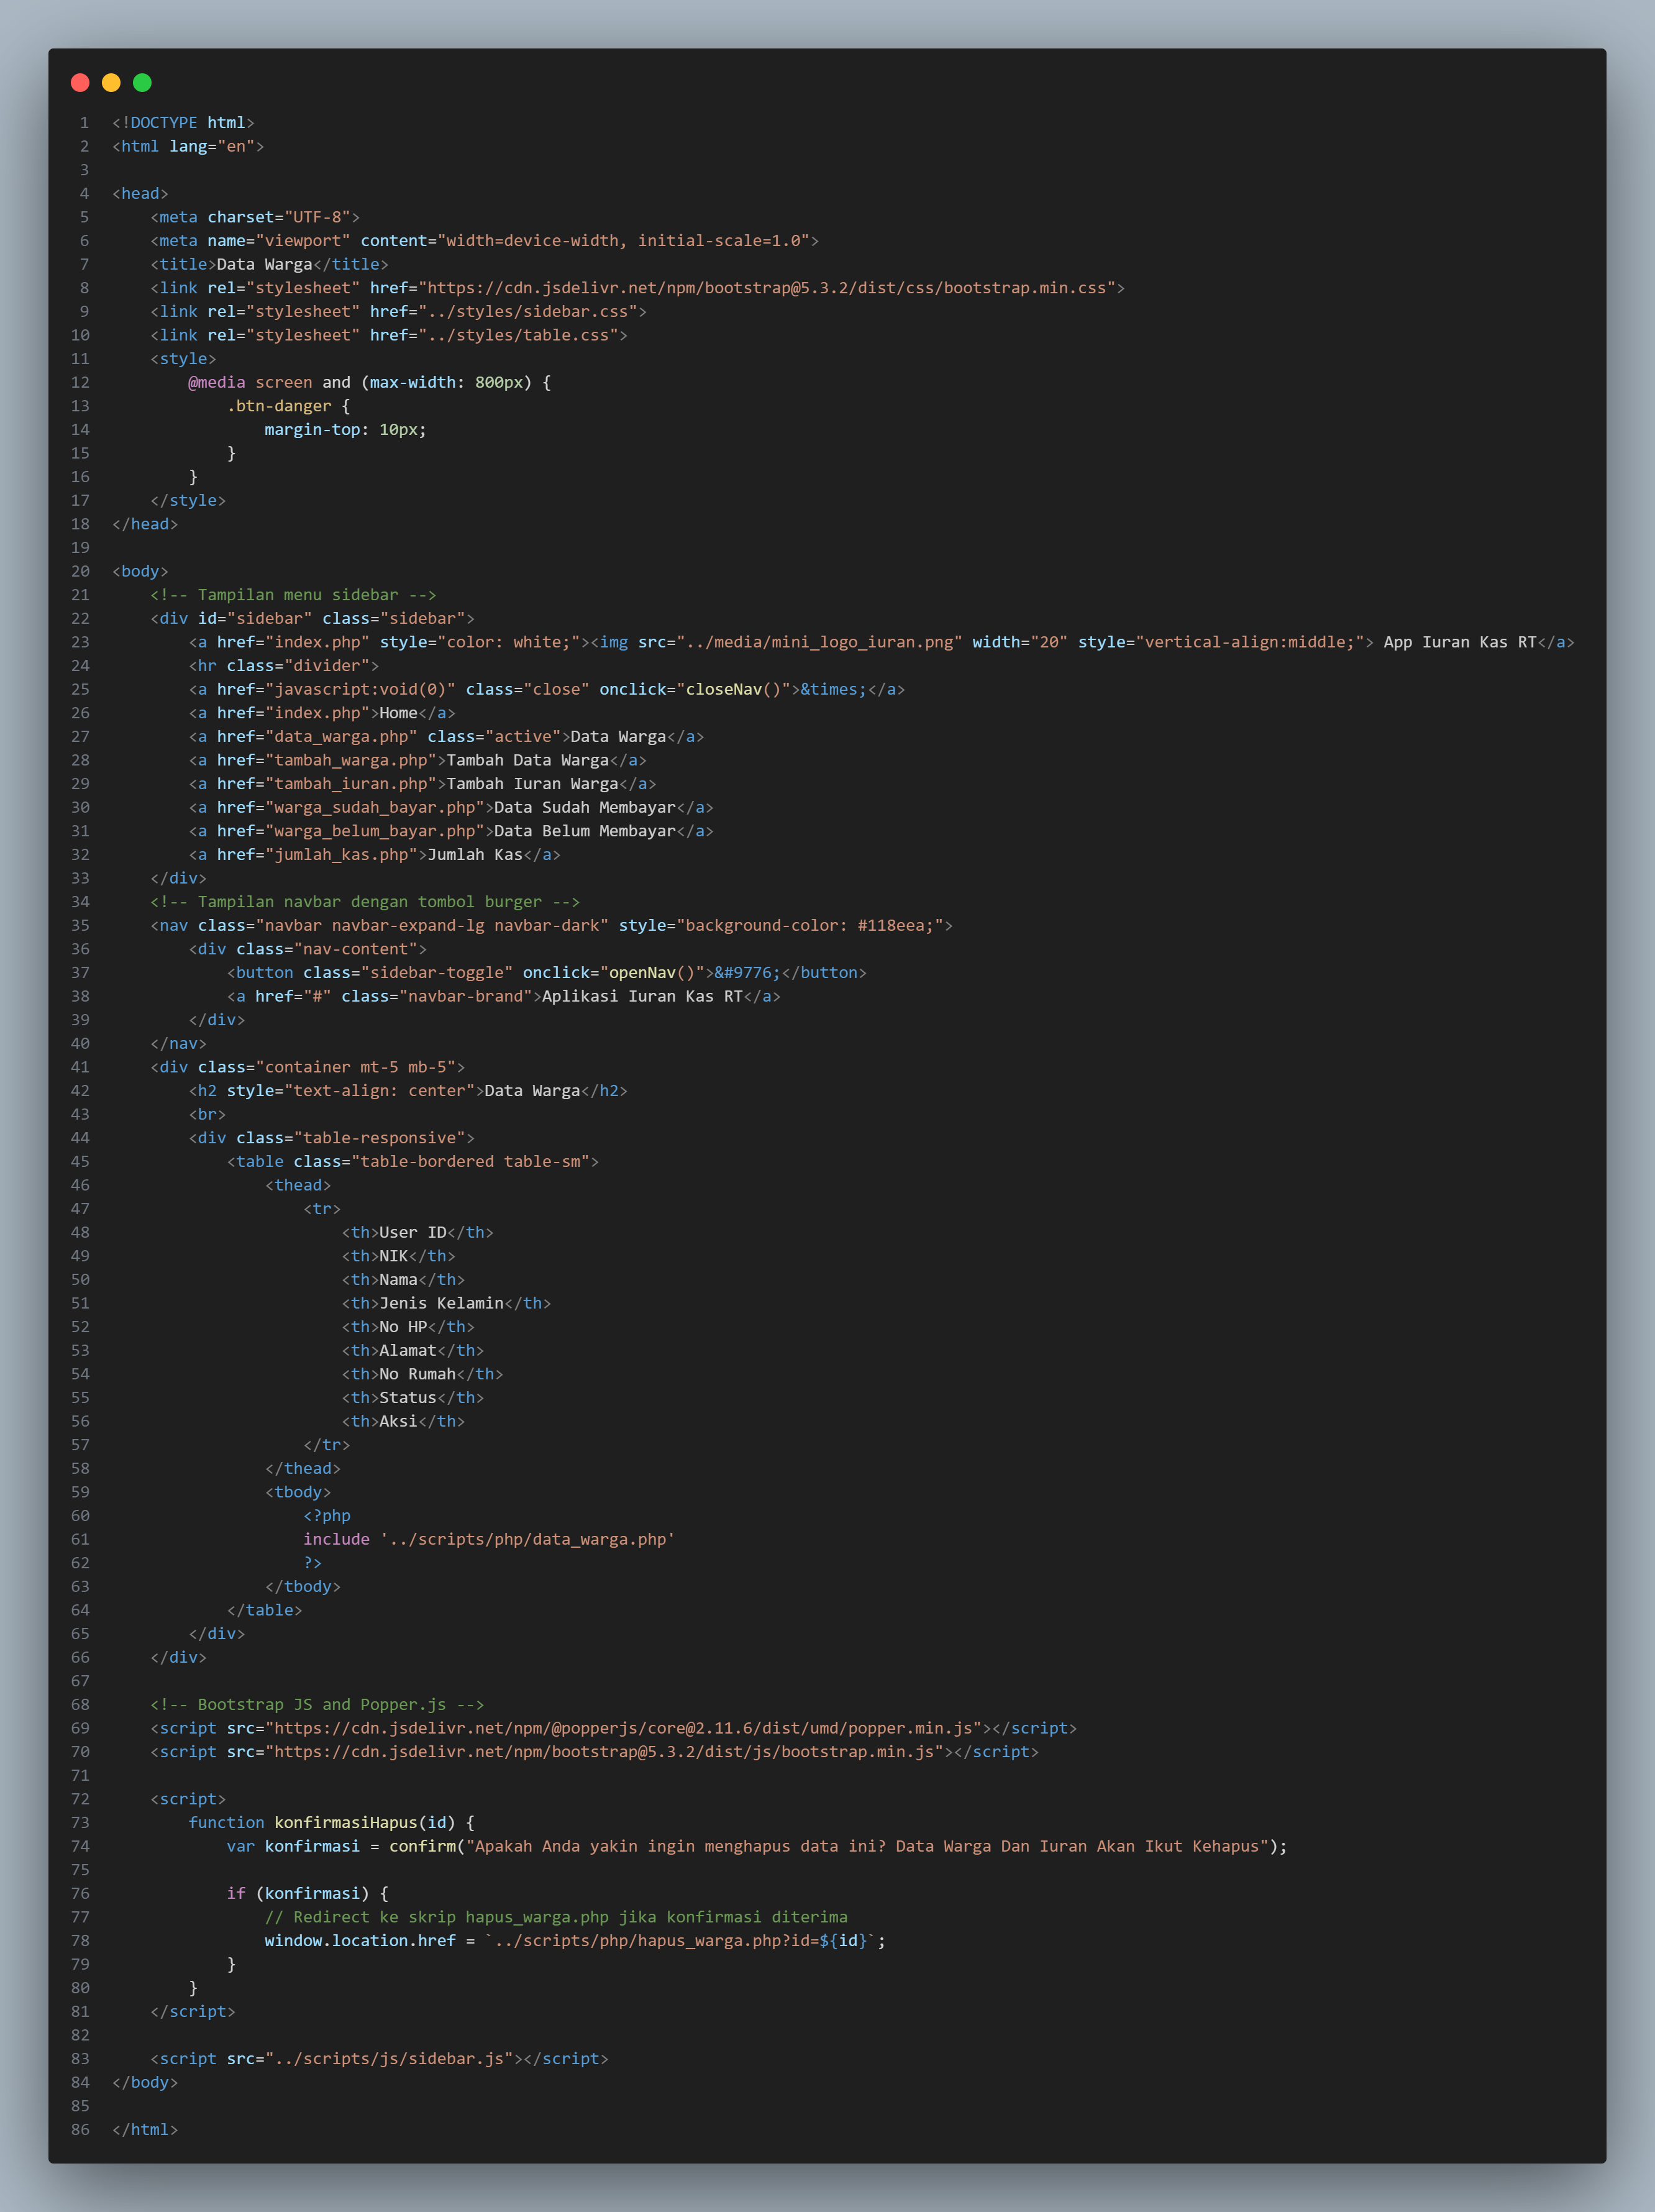 1 <!DOCTYPE html>
2 <html lang="en">
3
4 <head>
5     <meta charset="UTF-8">
6     <meta name="viewport" content="width=device-width, initial-scale=1.0">
7     <title>Data Warga</title>
8     <link rel="stylesheet" href="https://cdn.jsdelivr.net/npm/bootstrap@5.3.2/dist/css/bootstrap.min.css">
9     <link rel="stylesheet" href="../styles/sidebar.css">
10     <link rel="stylesheet" href="../styles/table.css">
11     <style>
12         @media screen and (max-width: 800px) {
13             .btn-danger {
14                 margin-top: 10px;
15             }
16         }
17     </style>
18 </head>
19
20 <body>
21     <!-- Tampilan menu sidebar -->
22     <div id="sidebar" class="sidebar">
23         <a href="index.php" style="color: white;"><img src="../media/mini_logo_iuran.png" width="20" style="vertical-align:middle;"> App Iuran Kas RT</a>
24         <hr class="divider">
25         <a href="javascript:void(0)" class="close" onclick="closeNav()">&times;</a>
26         <a href="index.php">Home</a>
27         <a href="data_warga.php" class="active">Data Warga</a>
28         <a href="tambah_warga.php">Tambah Data Warga</a>
29         <a href="tambah_iuran.php">Tambah Iuran Warga</a>
30         <a href="warga_sudah_bayar.php">Data Sudah Membayar</a>
31         <a href="warga_belum_bayar.php">Data Belum Membayar</a>
32         <a href="jumlah_kas.php">Jumlah Kas</a>
33     </div>
34     <!-- Tampilan navbar dengan tombol burger -->
35     <nav class="navbar navbar-expand-lg navbar-dark" style="background-color: #118eea;">
36         <div class="nav-content">
37             <button class="sidebar-toggle" onclick="openNav()">&#9776;</button>
38             <a href="#" class="navbar-brand">Aplikasi Iuran Kas RT</a>
39         </div>
40     </nav>
41     <div class="container mt-5 mb-5">
42         <h2 style="text-align: center">Data Warga</h2>
43         <br>
44         <div class="table-responsive">
45             <table class="table-bordered table-sm">
46                 <thead>
47                     <tr>
48                         <th>User ID</th>
49                         <th>NIK</th>
50                         <th>Nama</th>
51                         <th>Jenis Kelamin</th>
52                         <th>No HP</th>
53                         <th>Alamat</th>
54                         <th>No Rumah</th>
55                         <th>Status</th>
56                         <th>Aksi</th>
57                     </tr>
58                 </thead>
59                 <tbody>
60                     <?php
61                     include '../scripts/php/data_warga.php'
62                     ?>
63                 </tbody>
64             </table>
65         </div>
66     </div>
67
68     <!-- Bootstrap JS and Popper.js -->
69     <script src="https://cdn.jsdelivr.net/npm/@popperjs/core@2.11.6/dist/umd/popper.min.js"></script>
70     <script src="https://cdn.jsdelivr.net/npm/bootstrap@5.3.2/dist/js/bootstrap.min.js"></script>
71
72     <script>
73         function konfirmasiHapus(id) {
74             var konfirmasi = confirm("Apakah Anda yakin ingin menghapus data ini? Data Warga Dan Iuran Akan Ikut Kehapus");
75
76             if (konfirmasi) {
77                 // Redirect ke skrip hapus_warga.php jika konfirmasi diterima
78                 window.location.href = `../scripts/php/hapus_warga.php?id=${id}`;
79             }
80         }
81     </script>
82
83     <script src="../scripts/js/sidebar.js"></script>
84 </body>
85
86 </html>